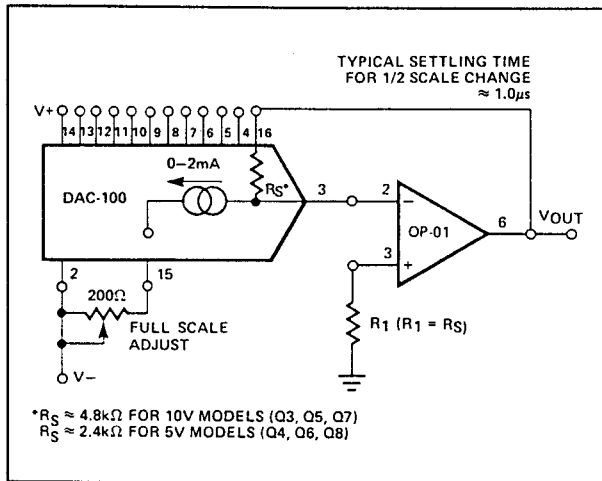 TYPICAL SETTLING TIME
FOR 1/2 SCALE CHANGE
≈ 1.0μs
V+
14 13 12 11 10 9 8 7 6 5 4 16
0–2mA
RS*
DAC-100
3
2
OP-01
6
VOUT
3
2
15
200Ω
FULL SCALE
ADJUST
R1 (R1 = RS)
V–
*RS ≈ 4.8kΩ FOR 10V MODELS (Q3, Q5, Q7)
RS ≈ 2.4kΩ FOR 5V MODELS (Q4, Q6, Q8)